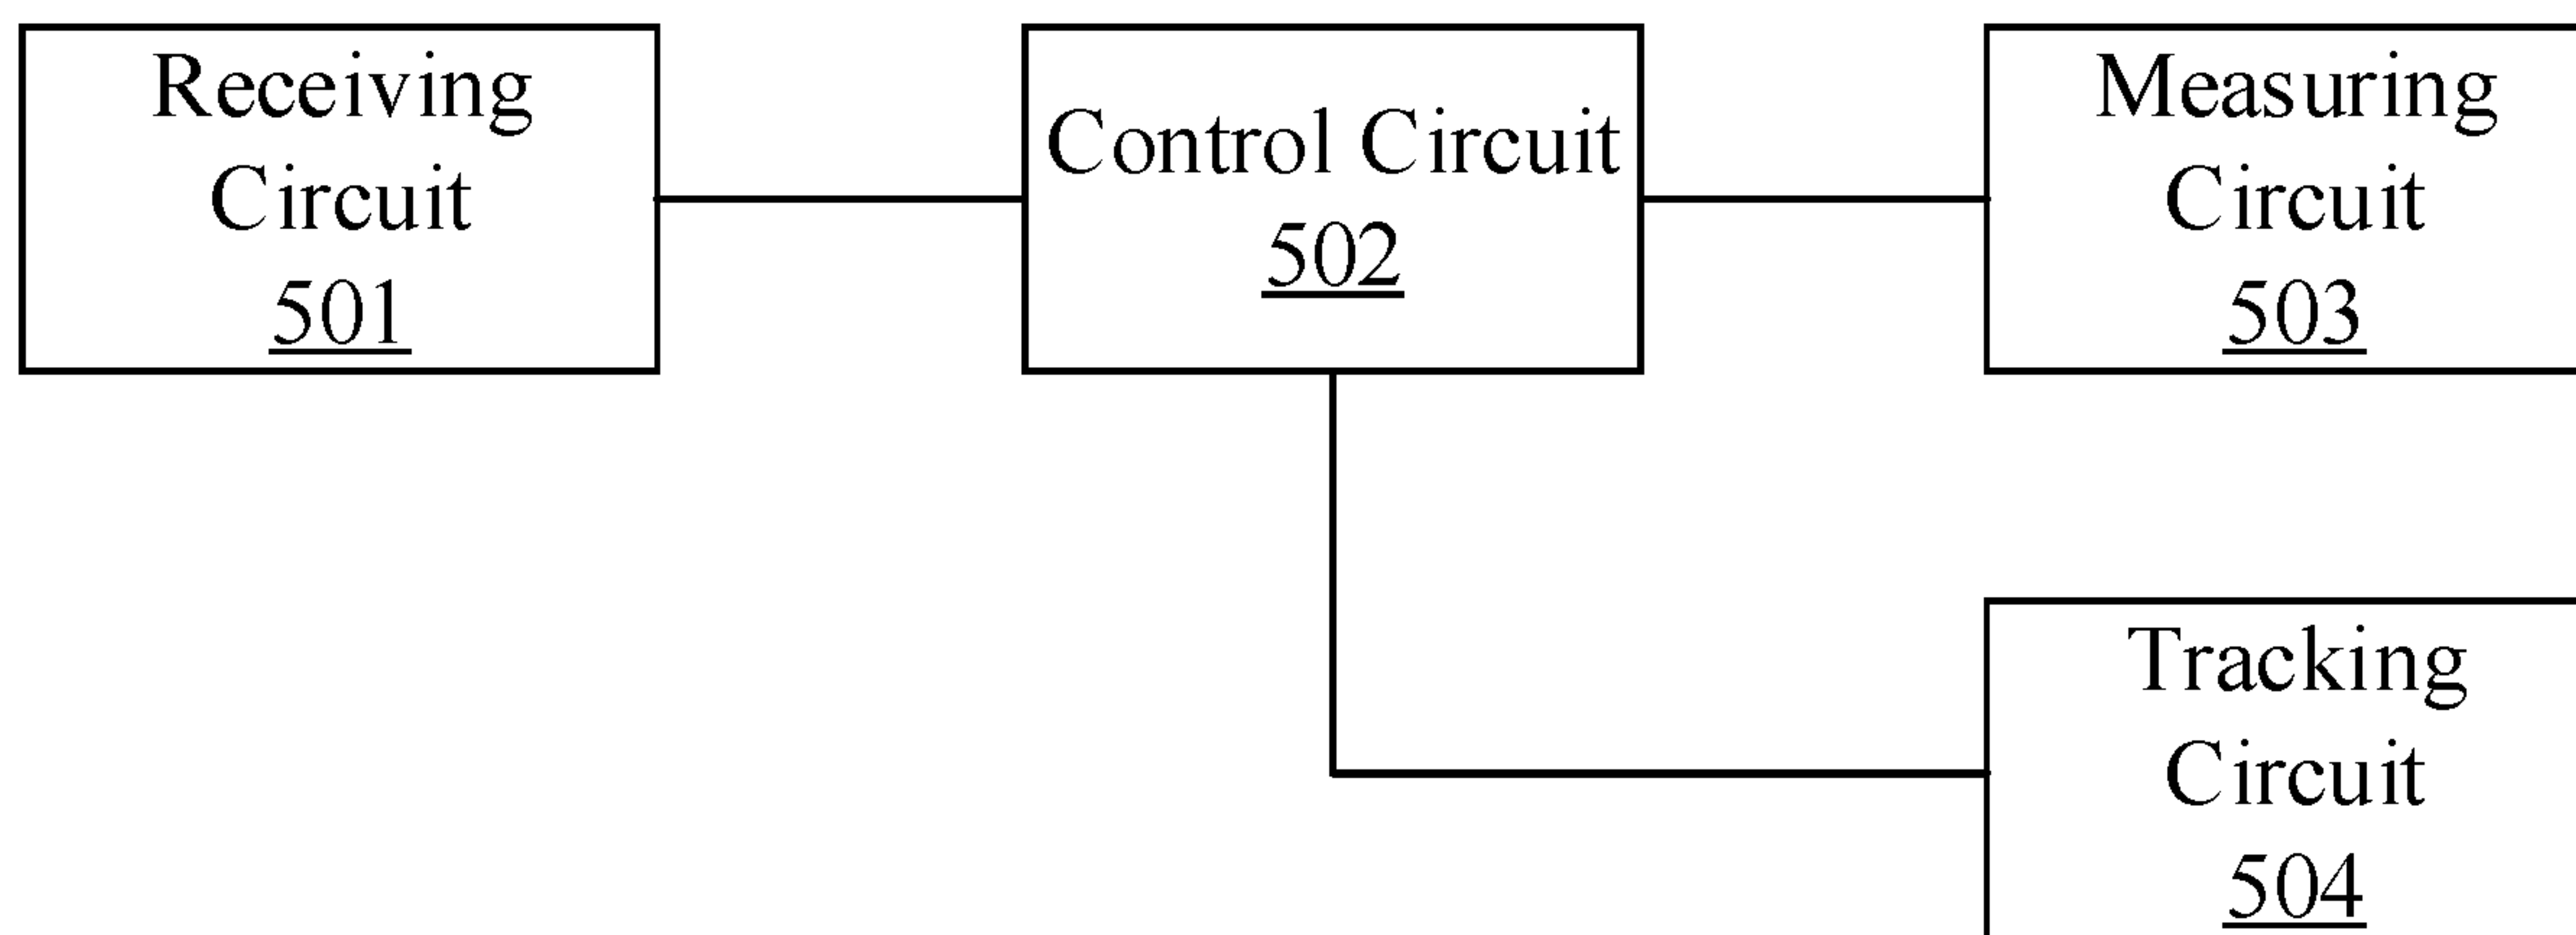 Receiving
Circuit
501
Control Circuit
502
Measuring
Circuit
503
Tracking
Circuit
504